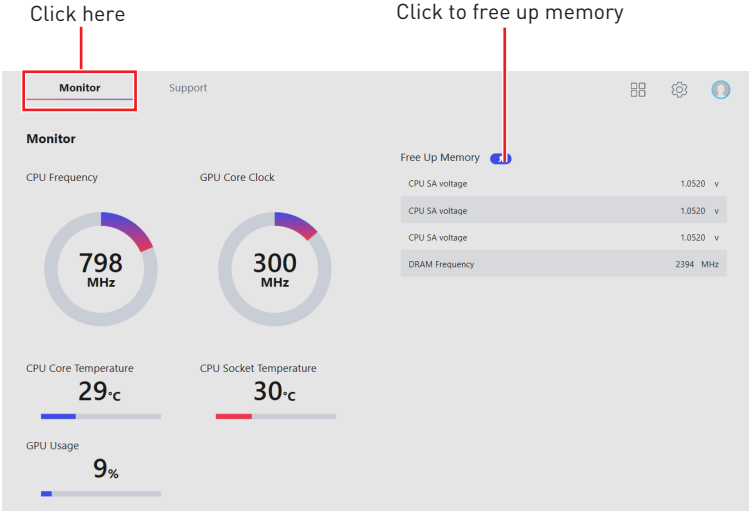 Click here
Click to free up memory
Monitor
Support
Monitor
CPU Frequency
GPU Core Clock
798
MHz
300
MHz
CPU Core Temperature
29°C
CPU Socket Temperature
30°C
GPU Usage
9%
Free Up Memory
CPU SA voltage 1.0520 v
CPU SA voltage 1.0520 v
CPU SA voltage 1.0520 v
DRAM Frequency 2394 MHz